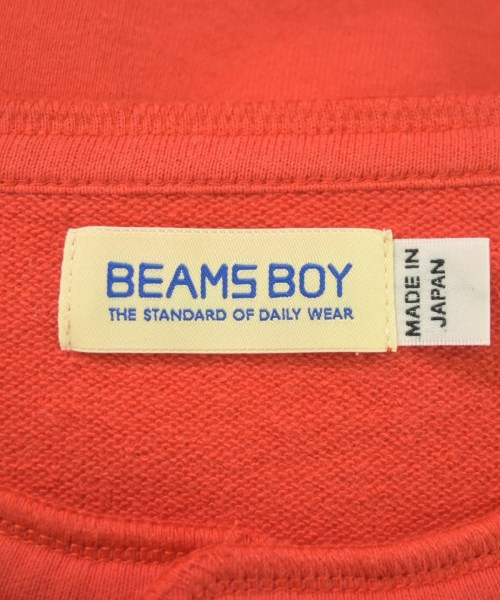 BEAMS BOY
THE STANDARD OF DAILY WEAR
MADE IN
JAPAN